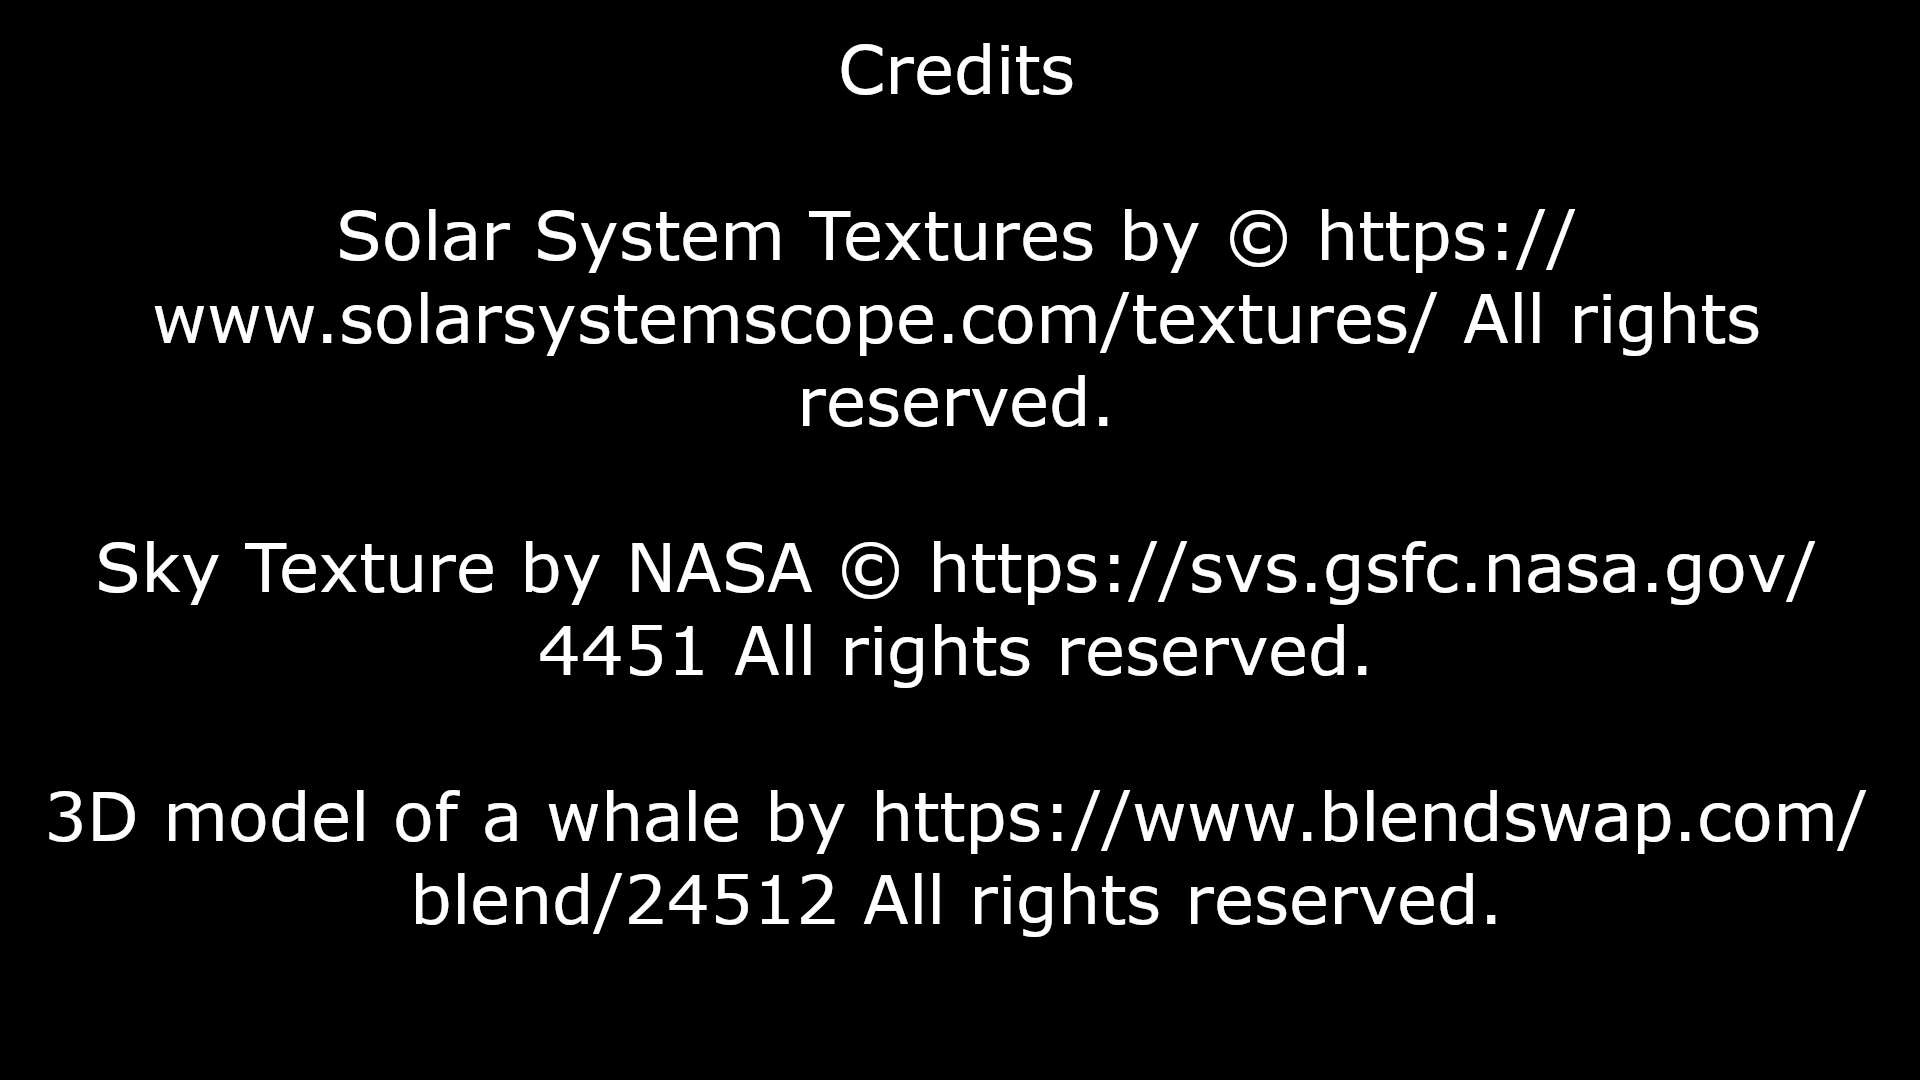 Credits
Solar System Textures by © https://
www.solarsystemscope.com/textures/ All rights
reserved.
Sky Texture by NASA © https://svs.gsfc.nasa.gov/
4451 All rights reserved.
3D model of a whale by https://www.blendswap.com/
blend/24512 All rights reserved.